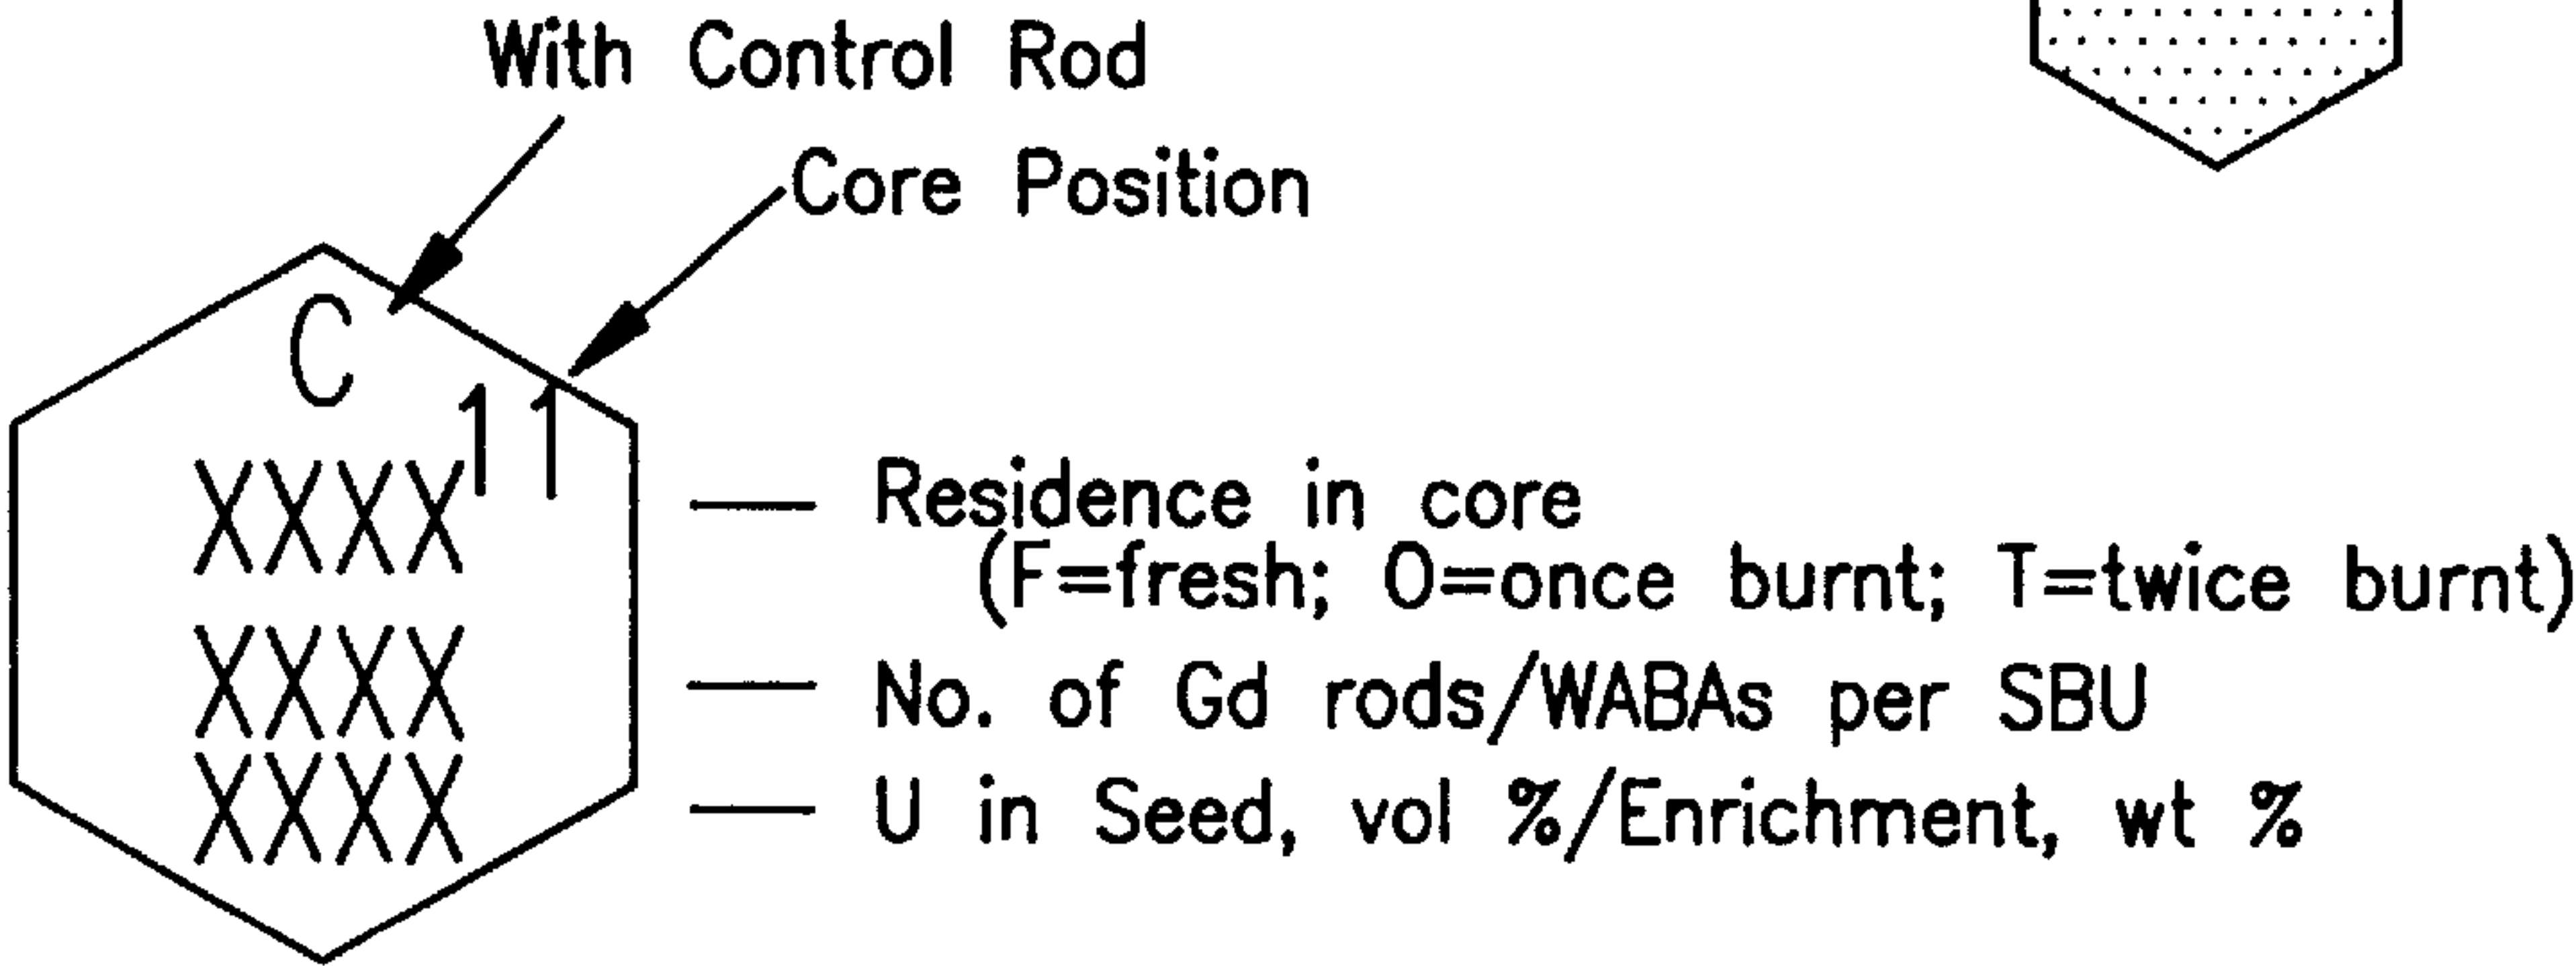 With Control Rod
Core Position
C
11
XXXX
Residence in core
(F=fresh; O=once burnt; T=twice burnt)
XXXX
No. of Gd rods/WABAs per SBU
XXXX
U in Seed, vol %/Enrichment, wt %